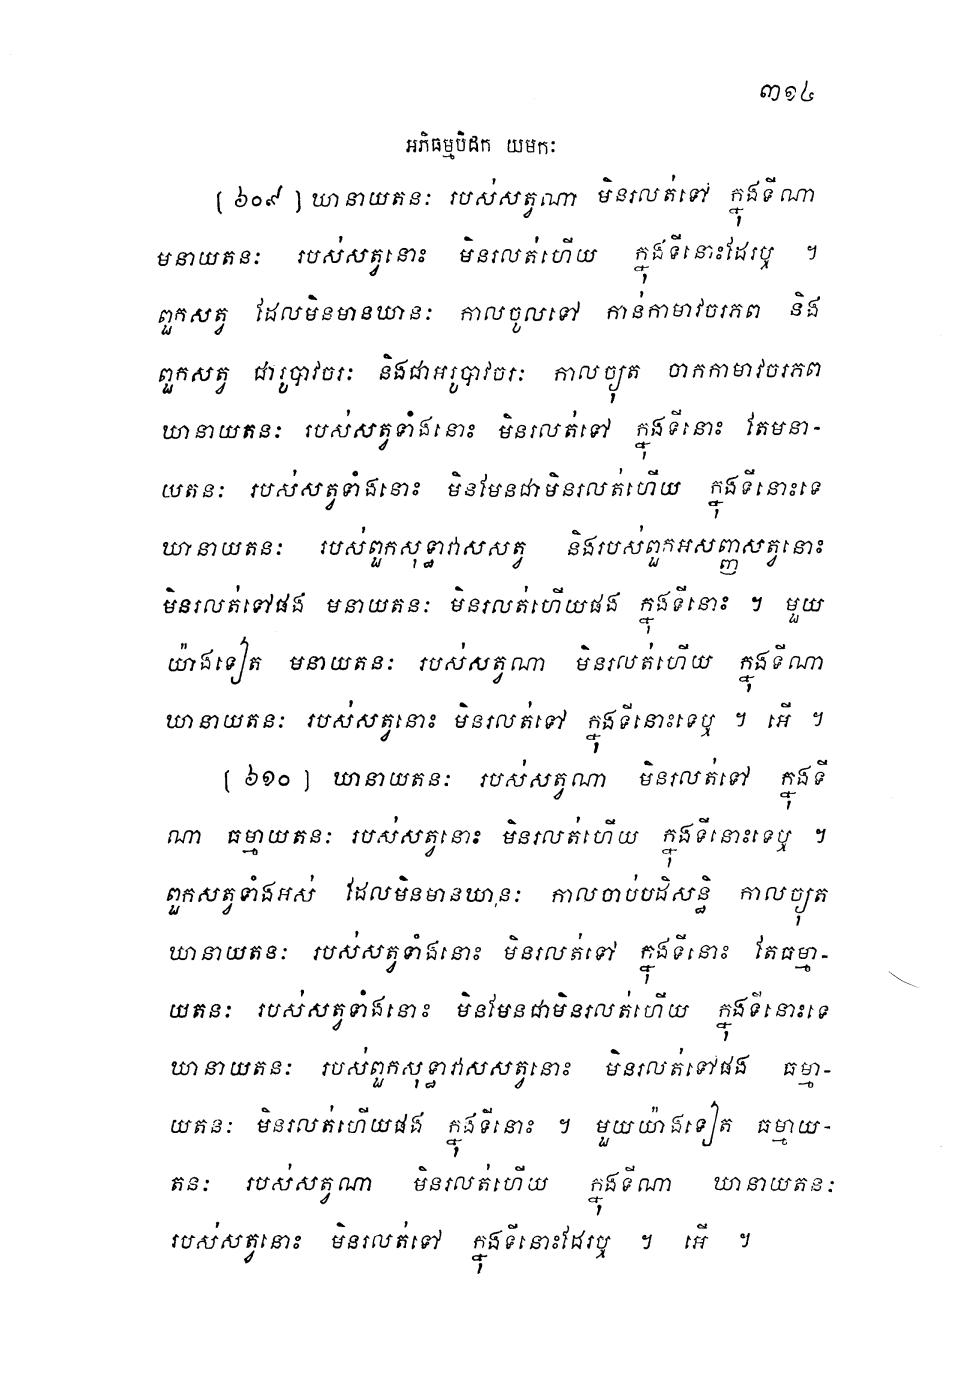 ៣១៤
អភិធម្មបិដក យមកៈ
[ ៦០៩ ] ឃានាយតនៈ របស់សត្វណា មិនរលត់ទៅ ក្នុងទីណា
មនាយតនៈ របស់សត្វនោះ មិនរលត់ហើយ ក្នុងទីនោះដែរឬ ។
ពួកសត្វ ដែលមិនមានឃានៈ កាលចូលទៅ កាន់កាមាវចរភព និង
ពួកសត្វ ជារូបាវចរៈ និងជាអរូបាវចរៈ កាលច្យុត ចាកកាមាវចរភព
ឃានាយតនៈ របស់សត្វទាំងនោះ មិនរលត់ទៅ ក្នុងទីនោះ តែមនា-
យតនៈ របស់សត្វទាំងនោះ មិនមែនជាមិនរលត់ហើយ ក្នុងទីនោះទេ
ឃានាយតនៈ របស់ពួកសុទ្ធាវាសសត្វ និងរបស់ពួកអសញ្ញសត្វនោះ
មិនរលត់ទៅផង មនាយតនៈ មិនរលត់ហើយផង ក្នុងទីនោះ ។ មួយ
យ៉ាងទៀត មនាយតនៈ របស់សត្វណា មិនរលត់ហើយ ក្នុងទីណា
ឃានាយតនៈ របស់សត្វនោះ មិនរលត់ទៅ ក្នុងទីនោះទេឬ ។ អើ ។
[ ៦១០ ] ឃានាយតនៈ របស់សត្វណា មិនរលត់ទៅ ក្នុងទី
ណា ធម្មាយតនៈ របស់សត្វនោះ មិនរលត់ហើយ ក្នុងទីនោះទេឬ ។
ពួកសត្វទាំងអស់ ដែលមិនមានឃានៈ កាលចាប់បដិសន្ធិ កាលច្យុត
ឃានាយតនៈ របស់សត្វទាំងនោះ មិនរលត់ទៅ ក្នុងទីនោះ តែធម្មា-
យតនៈ របស់សត្វទាំងនោះ មិនមែនជាមិនរលត់ហើយ ក្នុងទីនោះទេ
ឃានាយតនៈ របស់ពួកសុទ្ធាវាសសត្វនោះ មិនរលត់ទៅផង ធម្មា-
យតនៈ មិនរលត់ហើយផង ក្នុងទីនោះ ។ មួយយ៉ាងទៀត ធម្មាយ-
តនៈ របស់សត្វណា មិនរលត់ហើយ ក្នុងទីណា ឃានាយតនៈ
របស់សត្វនោះ មិនរលត់ទៅ ក្នុងទីនោះដែរឬ ។ អើ ។